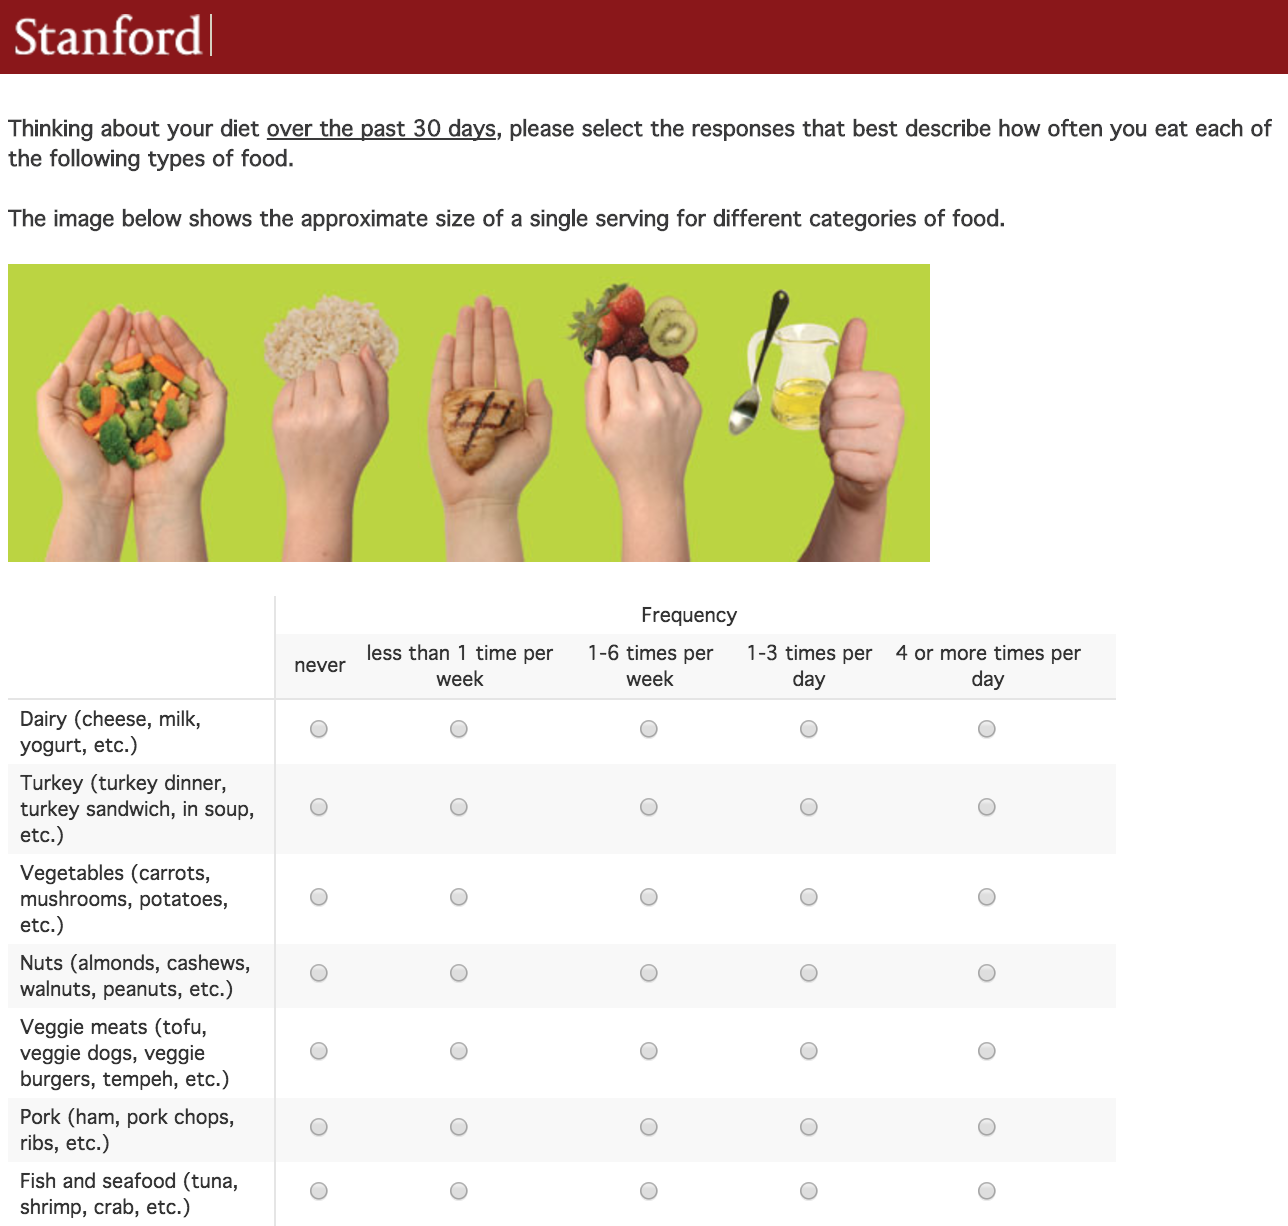 Stanford
Thinking about your diet over the past 30 days, please select the responses that best describe how often you eat each of
the following types of food.
The image below shows the approximate size of a single serving for different categories of food.
Frequency
never
less than 1 time per
week
1-6 times per
week
1-3 times per
day
4 or more times per
day
Dairy (cheese, milk,
yogurt, etc.)
Turkey (turkey dinner,
turkey sandwich, in soup,
etc.)
Vegetables (carrots,
mushrooms, potatoes,
etc.)
Nuts (almonds, cashews,
walnuts, peanuts, etc.)
Veggie meats (tofu,
veggie dogs, veggie
burgers, tempeh, etc.)
Pork (ham, pork chops,
ribs, etc.)
Fish and seafood (tuna,
shrimp, crab, etc.)